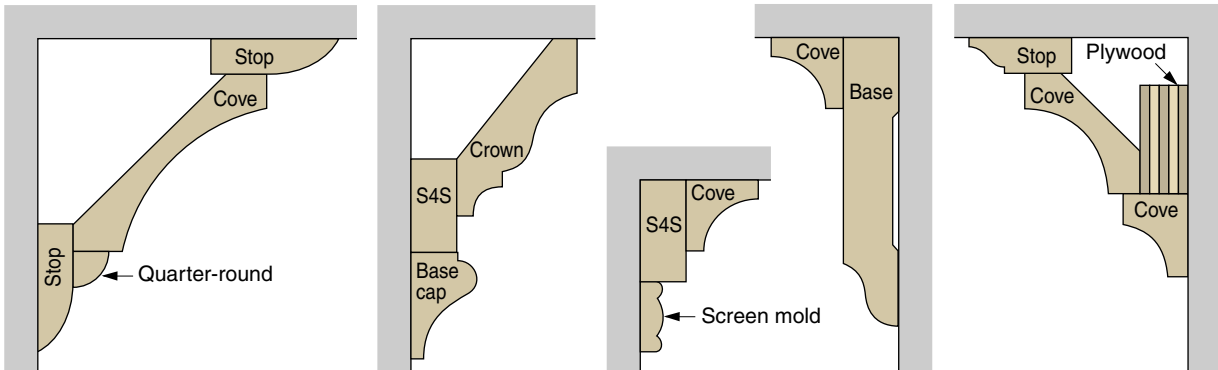 Stop
Cove
Stop
Quarter-round
Crown
S4S
Base
cap
Cove
Base
S4S
Cove
Screen mold
Stop
Plywood
Cove
Cove